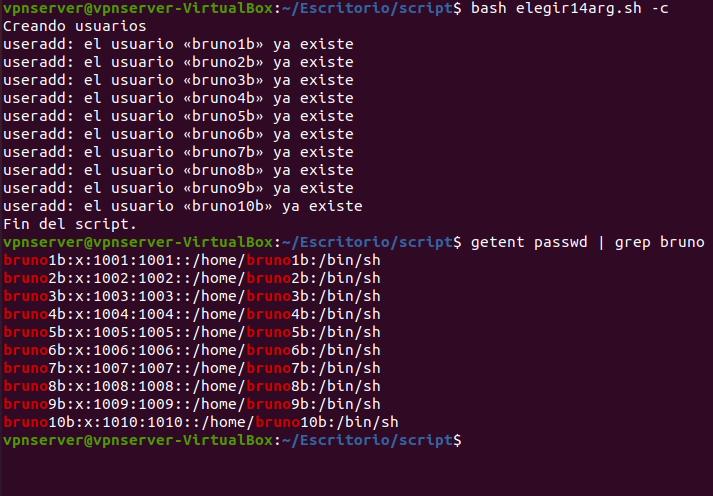 vpnserver@vpnserver-VirtualBox:~/Escritorio/script$ bash elegir14arg.sh -c
Creando usuarios
useradd: el usuario «bruno1b» ya existe
useradd: el usuario «bruno2b» ya existe
useradd: el usuario «bruno3b» ya existe
useradd: el usuario «bruno4b» ya existe
useradd: el usuario «bruno5b» ya existe
useradd: el usuario «bruno6b» ya existe
useradd: el usuario «bruno7b» ya existe
useradd: el usuario «bruno8b» ya existe
useradd: el usuario «bruno9b» ya existe
useradd: el usuario «bruno10b» ya existe
Fin del script.
vpnserver@vpnserver-VirtualBox:~/Escritorio/script$ getent passwd | grep bruno
bruno1b:x:1001:1001::/home/bruno1b:/bin/sh
bruno2b:x:1002:1002::/home/bruno2b:/bin/sh
bruno3b:x:1003:1003::/home/bruno3b:/bin/sh
bruno4b:x:1004:1004::/home/bruno4b:/bin/sh
bruno5b:x:1005:1005::/home/bruno5b:/bin/sh
bruno6b:x:1006:1006::/home/bruno6b:/bin/sh
bruno7b:x:1007:1007::/home/bruno7b:/bin/sh
bruno8b:x:1008:1008::/home/bruno8b:/bin/sh
bruno9b:x:1009:1009::/home/bruno9b:/bin/sh
bruno10b:x:1010:1010::/home/bruno10b:/bin/sh
vpnserver@vpnserver-VirtualBox:~/Escritorio/script$